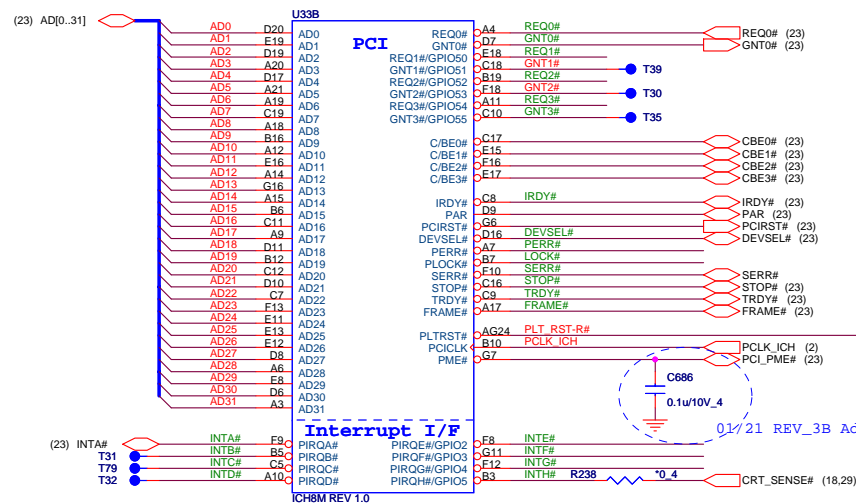 U33B
(23) AD[0..31]
PCI
AD0 D20 AD0
AD1 E19 AD1
AD2 D19 AD2
AD3 A20 AD3
AD4 D17 AD4
AD5 A21 AD5
AD6 A19 AD6
AD7 C19 AD7
AD8 A18 AD8
AD9 B16 AD9
AD10 A12 AD10
AD11 E16 AD11
AD12 A14 AD12
AD13 G16 AD13
AD14 A15 AD14
AD15 B6 AD15
AD16 C11 AD16
AD17 A9 AD17
AD18 D11 AD18
AD19 B12 AD19
AD20 C12 AD20
AD21 D10 AD21
AD22 C7 AD22
AD23 F13 AD23
AD24 E11 AD24
AD25 E13 AD25
AD26 E12 AD26
AD27 D8 AD27
AD28 A6 AD28
AD29 E8 AD29
AD30 D6 AD30
AD31 A3 AD31
REQ0# A4 REQ0# REQ0# (23)
GNT0# D7 GNT0# GNT0# (23)
REQ1#/GPIO50 E18 REQ1#
GNT1#/GPIO51 C18 GNT1# T39
REQ2#/GPIO52 B19 REQ2#
GNT2#/GPIO53 F18 GNT2# T30
REQ3#/GPIO54 A11 REQ3#
GNT3#/GPIO55 C10 GNT3# T35
C/BE0# C17 CBE0# (23)
C/BE1# E15 CBE1# (23)
C/BE2# F16 CBE2# (23)
C/BE3# E17 CBE3# (23)
IRDY# C8 IRDY# IRDY# (23)
PAR D9 PAR (23)
PCIRST# G6 PCIRST# (23)
DEVSEL# D16 DEVSEL# DEVSEL# (23)
PERR# A7 PERR#
PLOCK# B7 LOCK#
SERR# F10 SERR# SERR#
STOP# C16 STOP# STOP# (23)
TRDY# C9 TRDY# TRDY# (23)
FRAME# A17 FRAME# FRAME# (23)
PLTRST# AG24 PLT_RST-R#
PCICLK B10 PCLK_ICH PCLK_ICH (2)
PME# G7 PCI_PME# (23)
C686
0.1u/10V_4
01/21 REV_3B Ad
Interrupt I/F
(23) INTA# INTA# F9 PIRQA#
T31 INTB# B5 PIRQB#
T79 INTC# C5 PIRQC#
T32 INTD# A10 PIRQD#
PIRQE#/GPIO2 F8 INTE#
PIRQF#/GPIO3 G11 INTF#
PIRQG#/GPIO4 F12 INTG#
PIRQH#/GPIO5 B3 INTH# R238 *0_4 CRT_SENSE# (18,29)
ICH8M REV 1.0